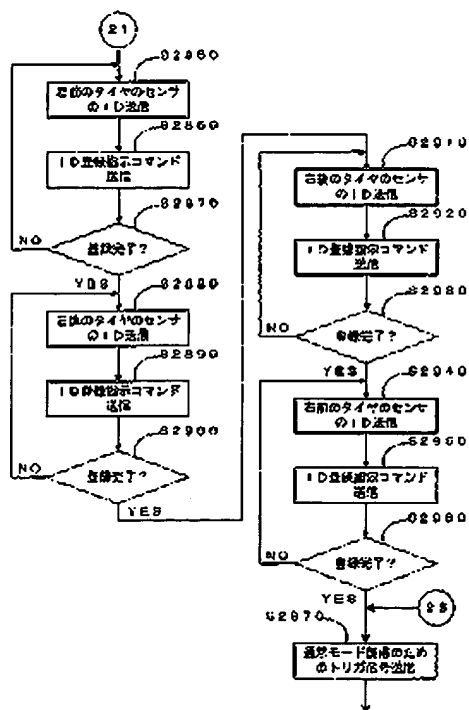 21
S2850
のタイヤのセンサ
のID送信
S2860
ID登録指示コマンド
送信
S2870
登録完了?
NO
YES
S2880
のタイヤのセンサ
のID送信
S2890
ID登録指示コマンド
送信
S2900
登録完了?
NO
YES
S2910
右後のタイヤのセンサ
のID送信
S2920
ID登録指示コマンド
送信
S2930
登録完了?
NO
YES
S2940
右前のタイヤのセンサ
のID送信
S2950
ID登録指示コマンド
送信
S2960
登録完了?
NO
YES
S2970
通常モード復帰のため
のトリガ信号送信